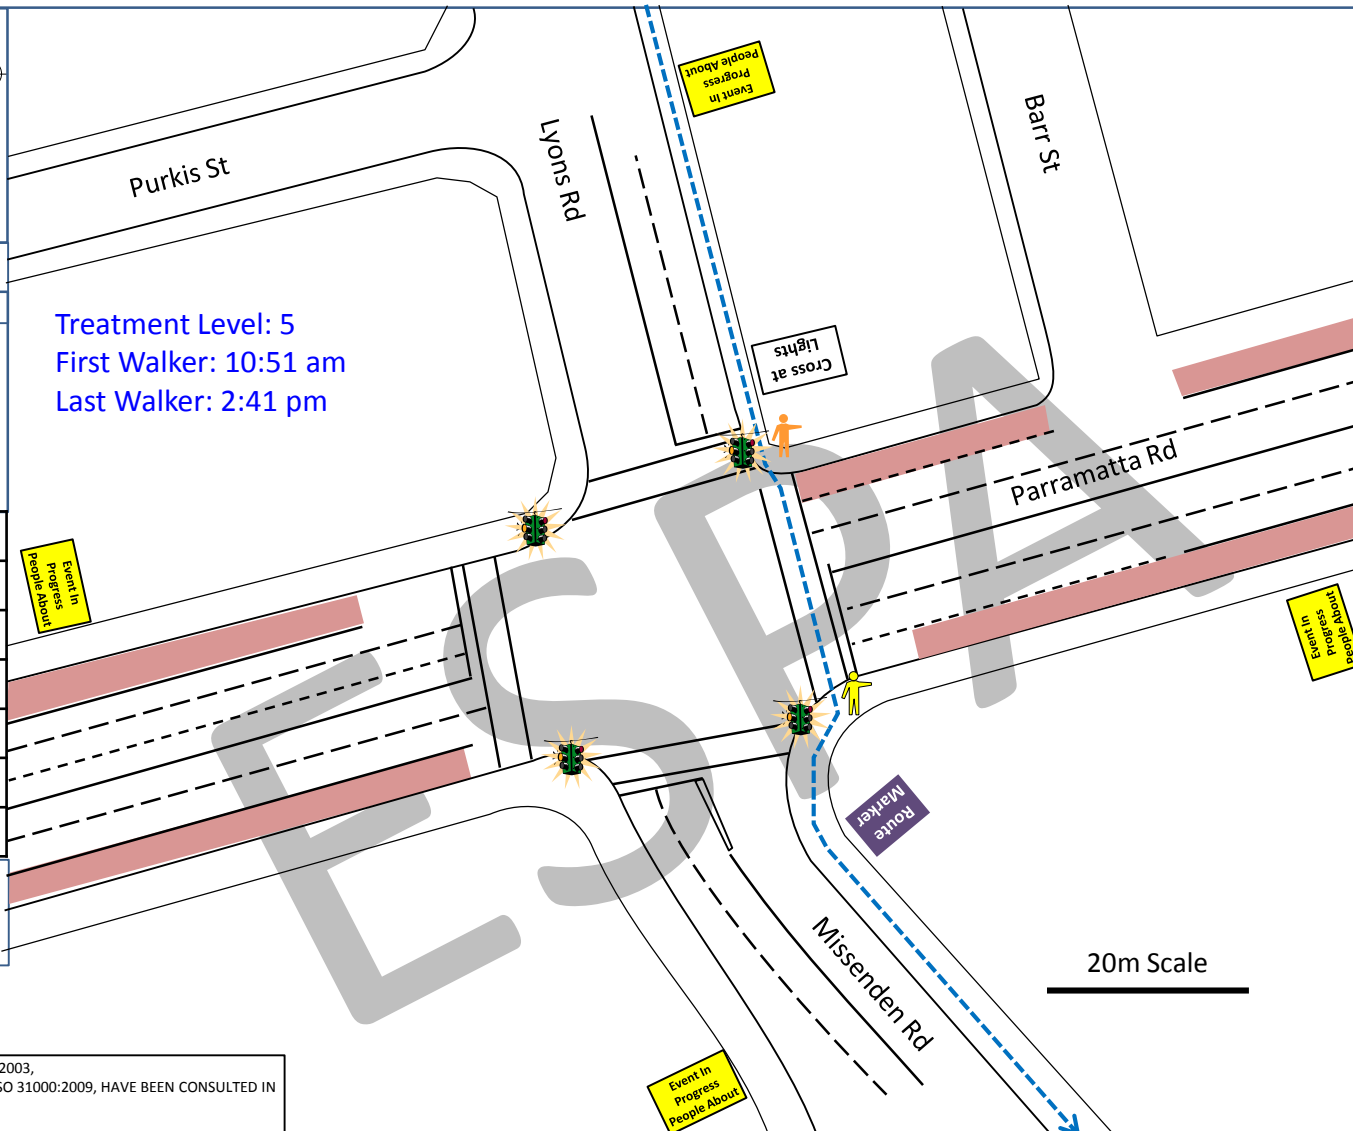 Event In
Progress
People About
Purkis St
Lyons Rd
Barr St
Treatment Level: 5
First Walker: 10:51 am
Last Walker: 2:41 pm
Cross at
Lights
Parramatta Rd
Event In
Progress
People About
Event In
Progress
People About
ESPA
Route
Marker
Missenden Rd
20m Scale
Event In
Progress
People About
2003,
SO 31000:2009, HAVE BEEN CONSULTED IN